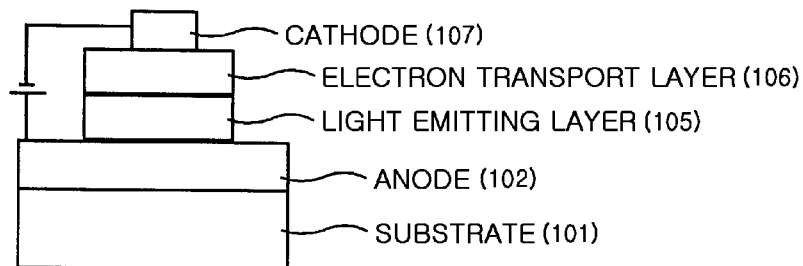 CATHODE (107)
ELECTRON TRANSPORT LAYER (106)
LIGHT EMITTING LAYER (105)
ANODE (102)
SUBSTRATE (101)